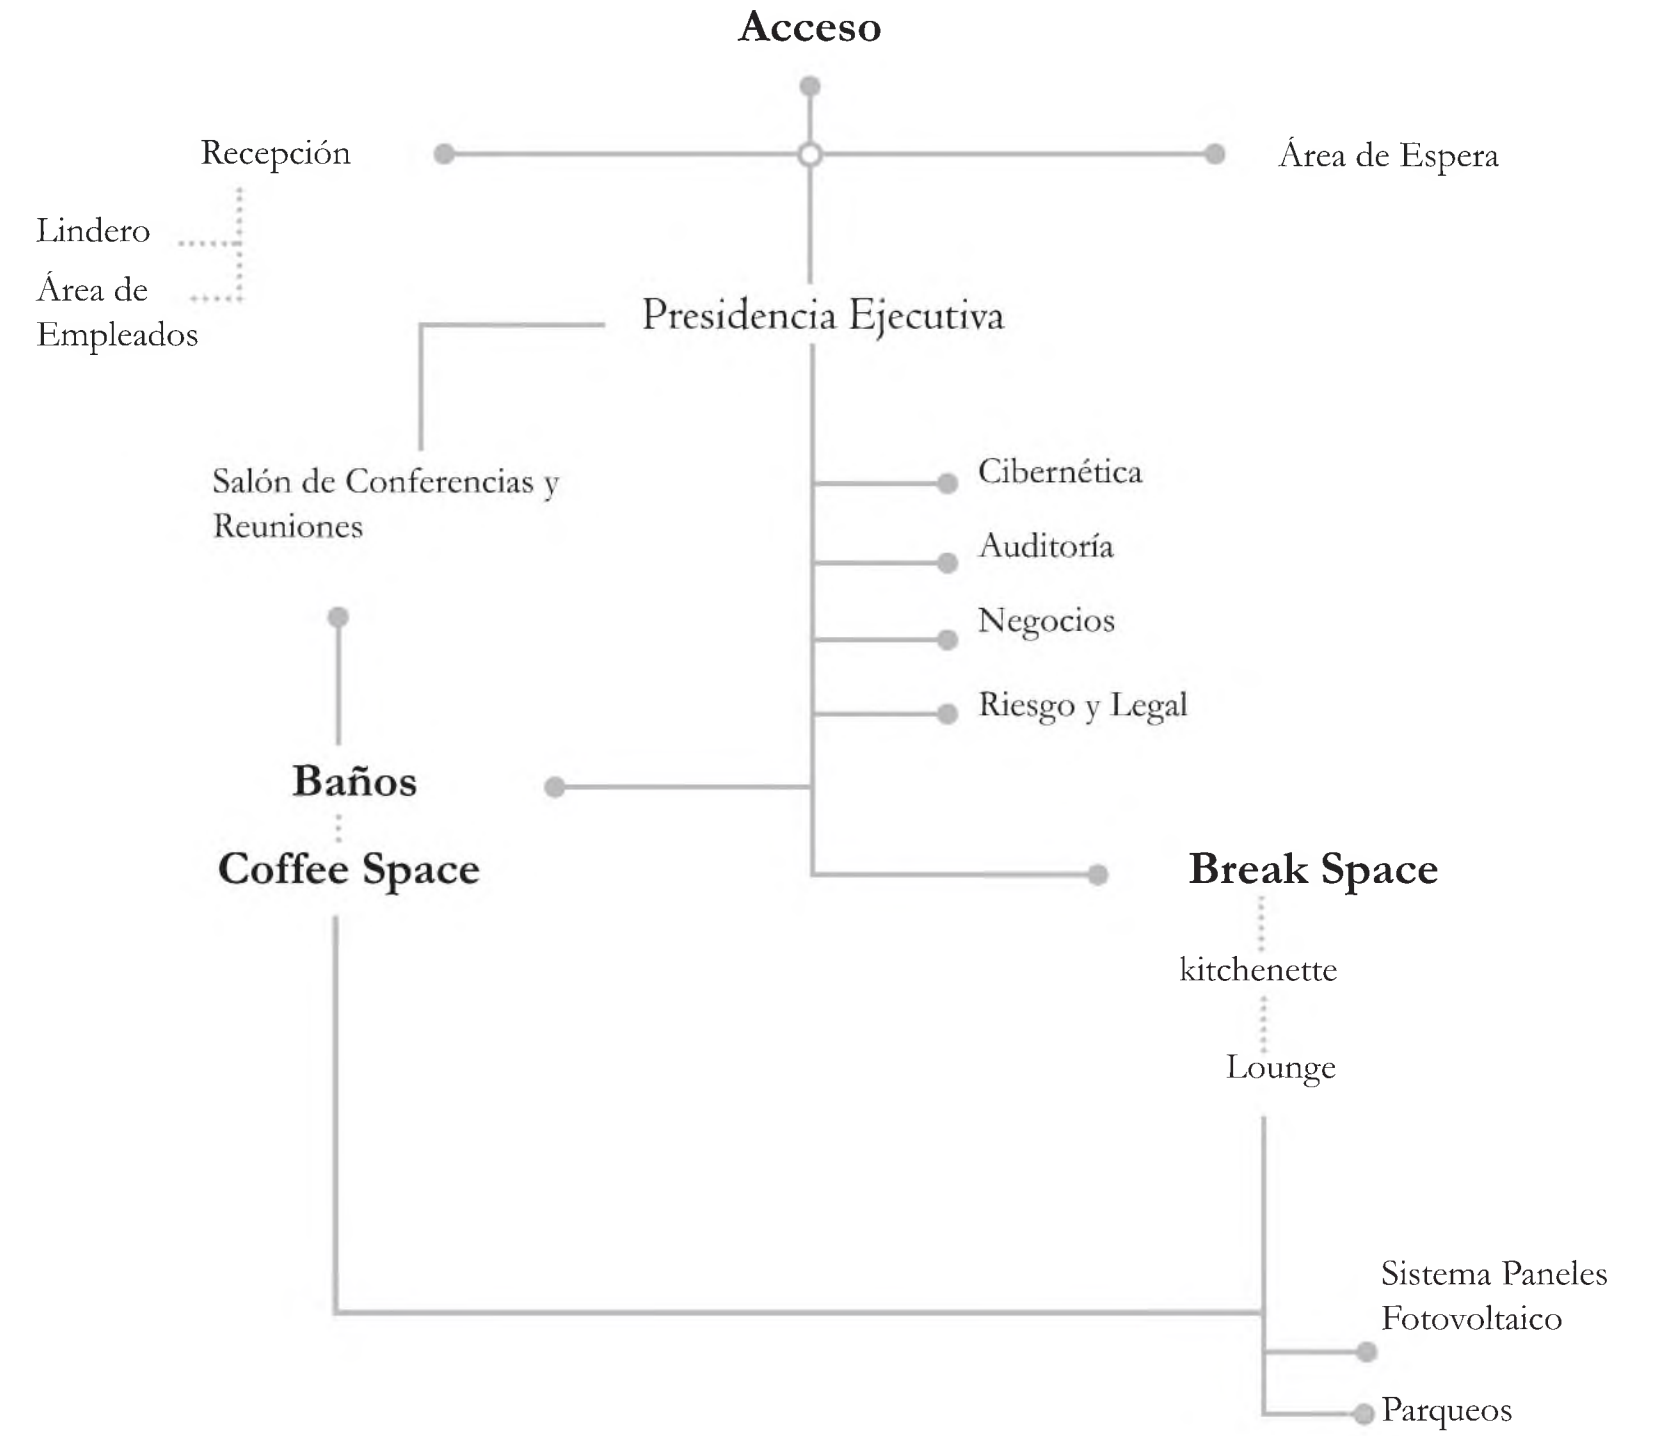 Acceso
Recepción
Área de Espera
Lindero
Área de
Empleados
Presidencia Ejecutiva
Salón de Conferencias y
Reuniones
Cibernética
Auditoría
Negocios
Riesgo y Legal
Baños
Coffee Space
Break Space
kitchenette
Lounge
Sistema Paneles
Fotovoltaico
Parqueos